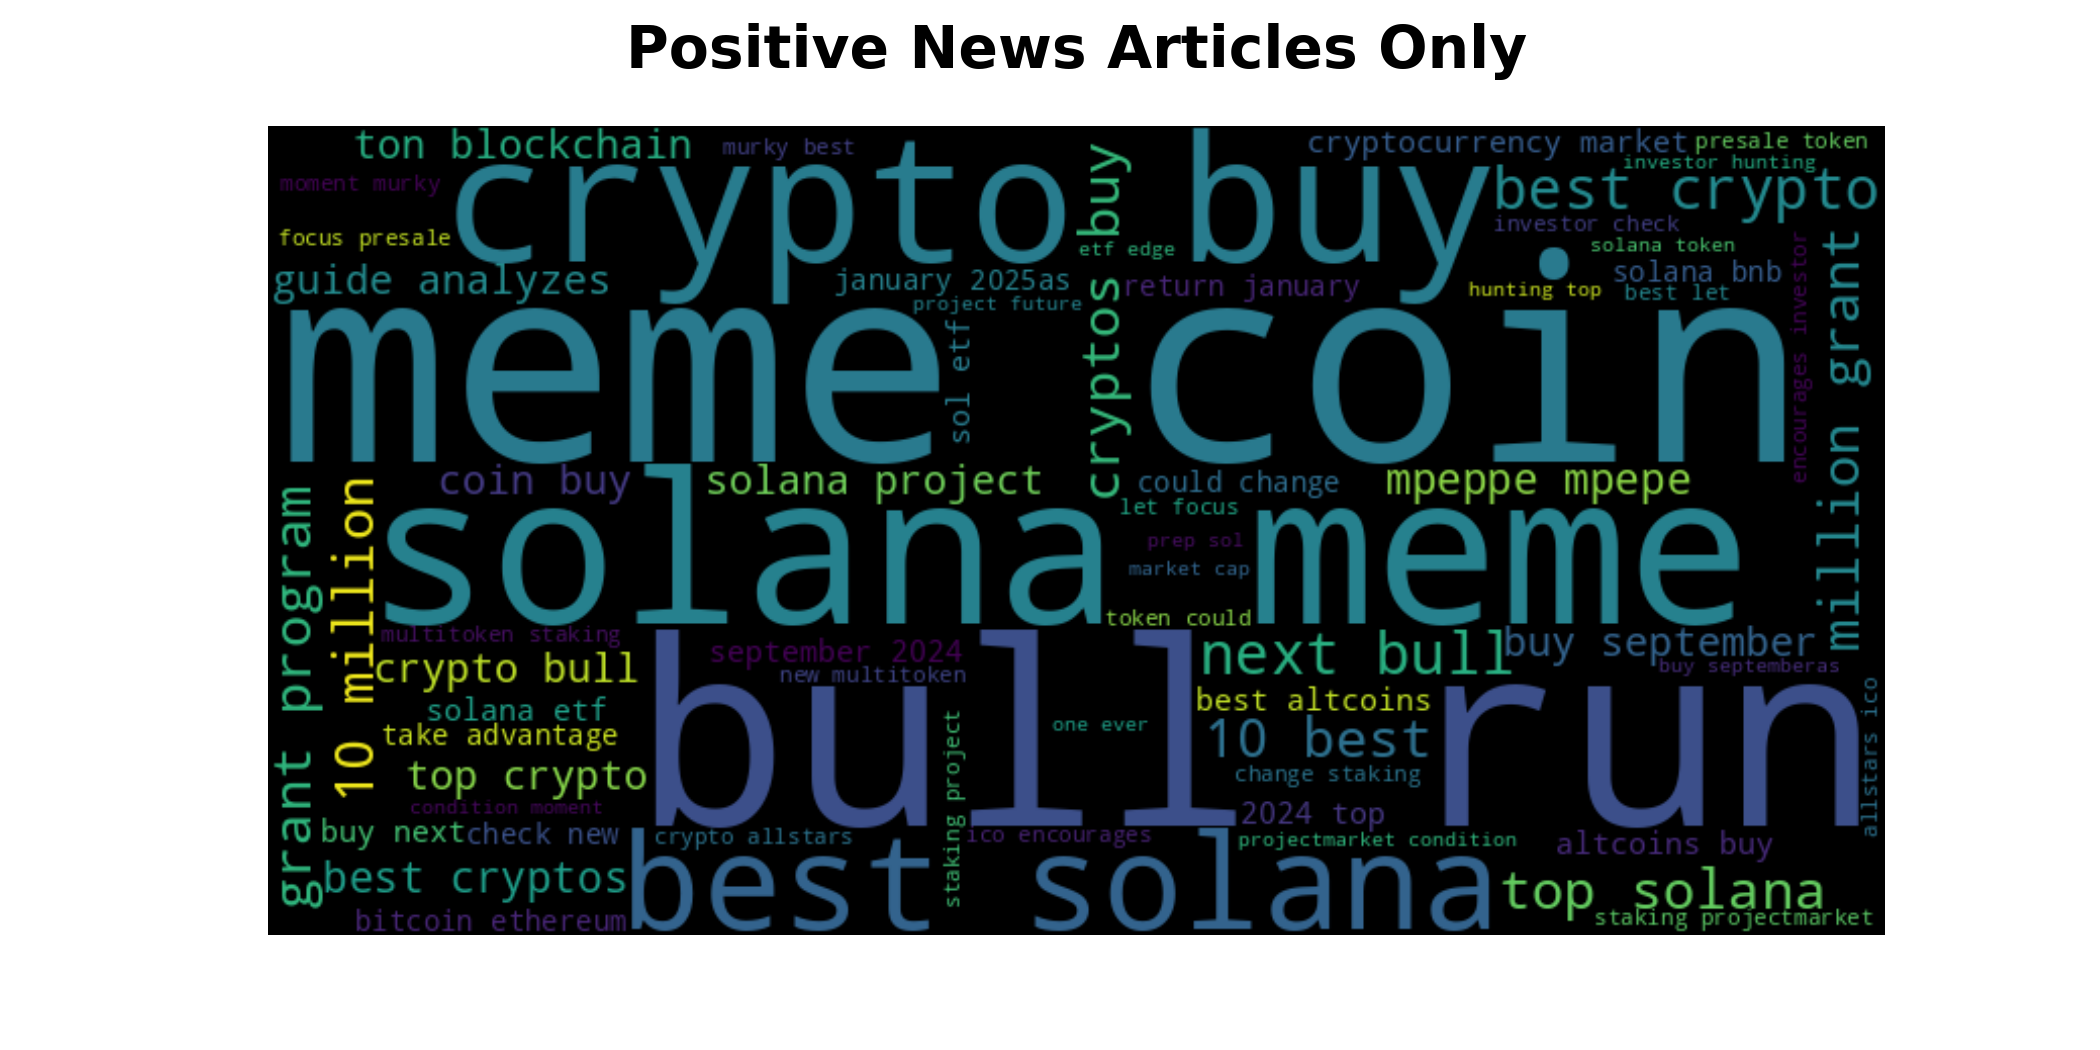 Positive News Articles Only
ton blockchain
murky best
cryptocurrency market
presale token
investor hunting
moment murky
crypto buy
best crypto
focus presale
cryptos buy
etf edge
investor check
solana token
guide analyzes
january 2025as
return january
solana bnb
project future
hunting top
best let
encourages investor
million grant
meme coin
sol etf
coin buy
solana project
could change
mpeppe mpepe
let focus
solana meme
prep sol
market cap
token could
grant program
10 million
multitoken staking
september 2024
next bull
buy september
crypto bull
new multitoken
buy septemberas
bull run
solana etf
best altcoins
take advantage
one ever
10 best
top crypto
change staking
staking project
allstars ico
condition moment
2024 top
buy next
check new
crypto allstars
ico encourages
projectmarket condition
altcoins buy
best cryptos
best solana
top solana
bitcoin ethereum
staking projectmarket